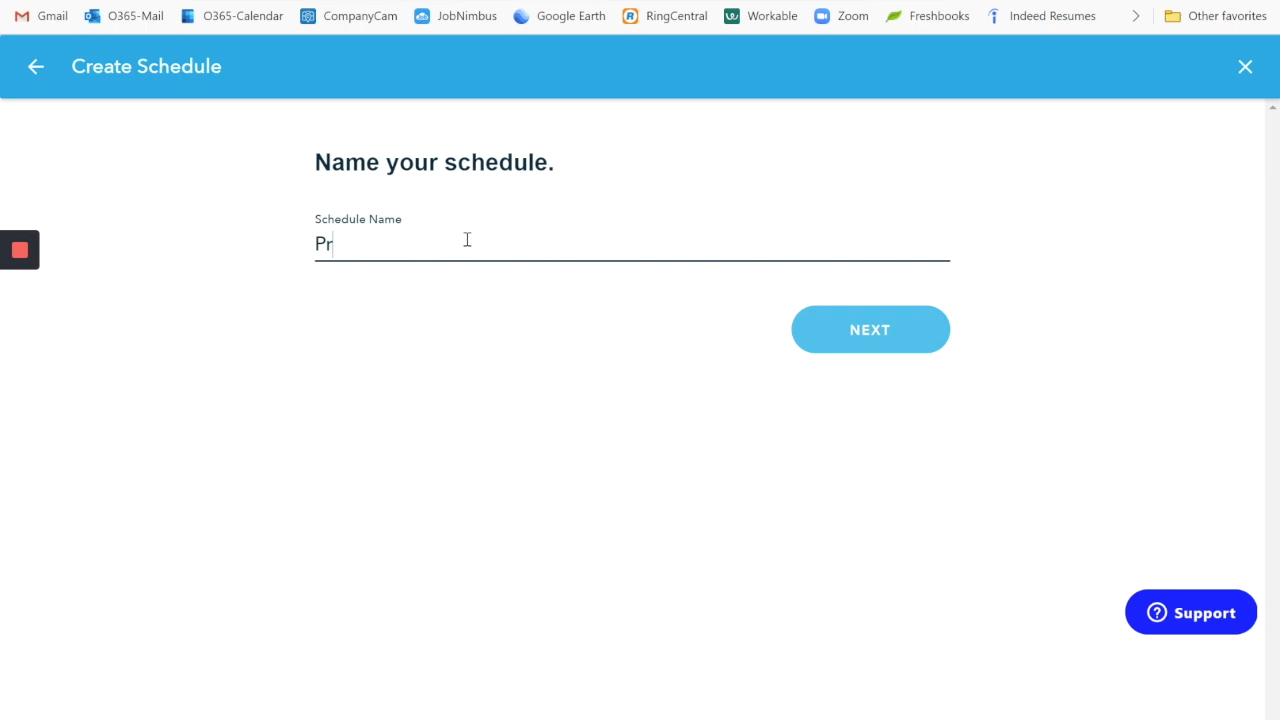 Gmail O365-Mail O365-Calendar CompanyCam JobNimbus Google Earth RingCentral Workable Zoom Freshbooks Indeed Resumes Other favorites
Create Schedule
Name your schedule.
Schedule Name
Pr
NEXT
Support